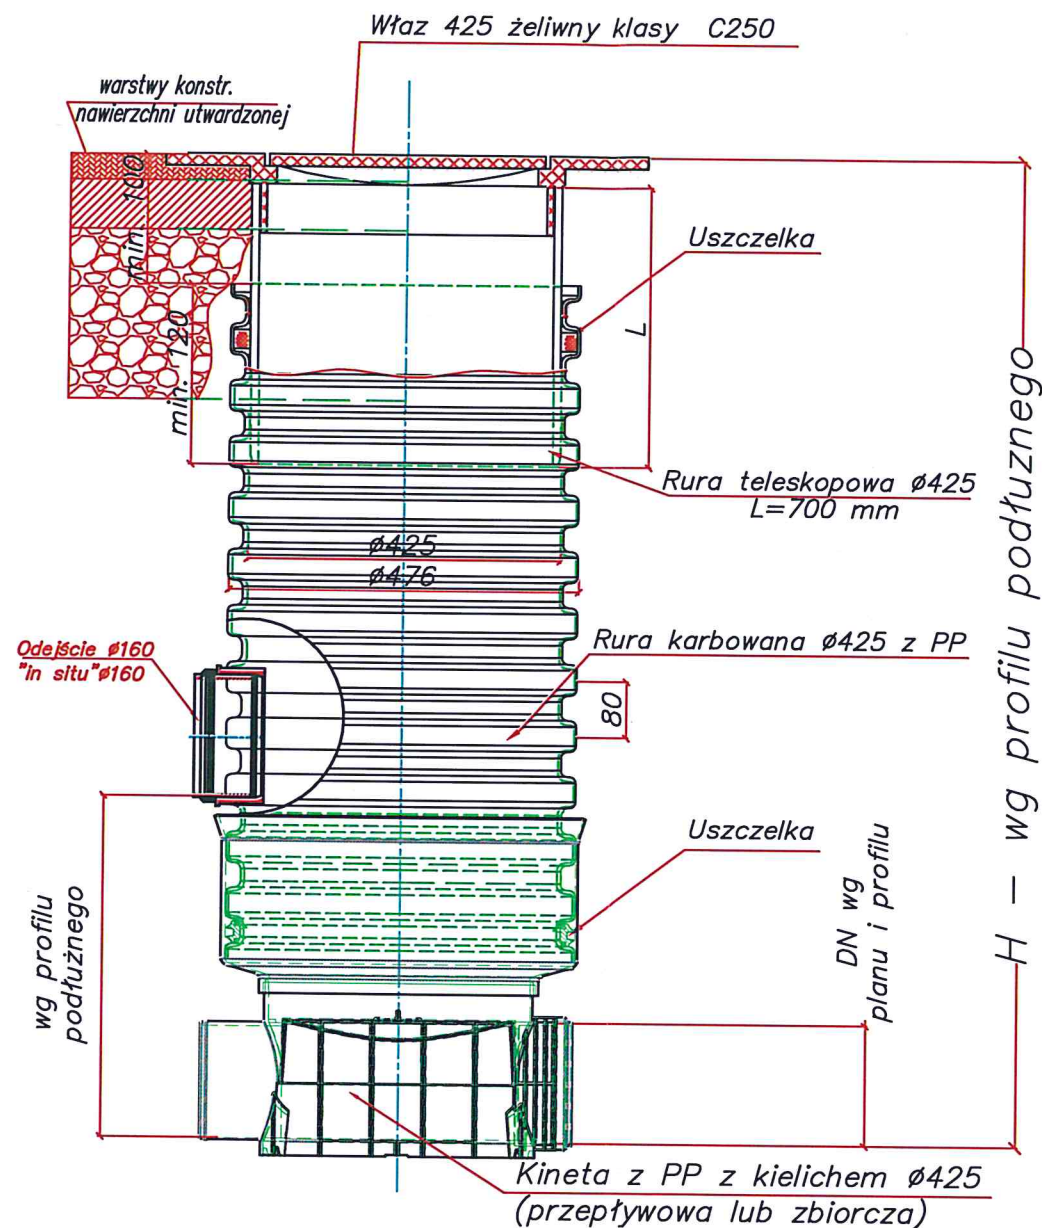 Właz 425 żeliwny klasy C250
warstwy konstr.
nawierzchni utwardzonej
min. 100
Uszczelka
min. 120
L
Rura teleskopowa ø425
L=700 mm
ø425
ø476
Odejście ø160
"in situ"ø160
Rura karbowana ø425 z PP
80
H – wg profilu podłuznego
Uszczelka
wg profilu
podłużnego
DN wg
planu i profilu
Kineta z PP z kielichem ø425
(przepływowa lub zbiorcza)